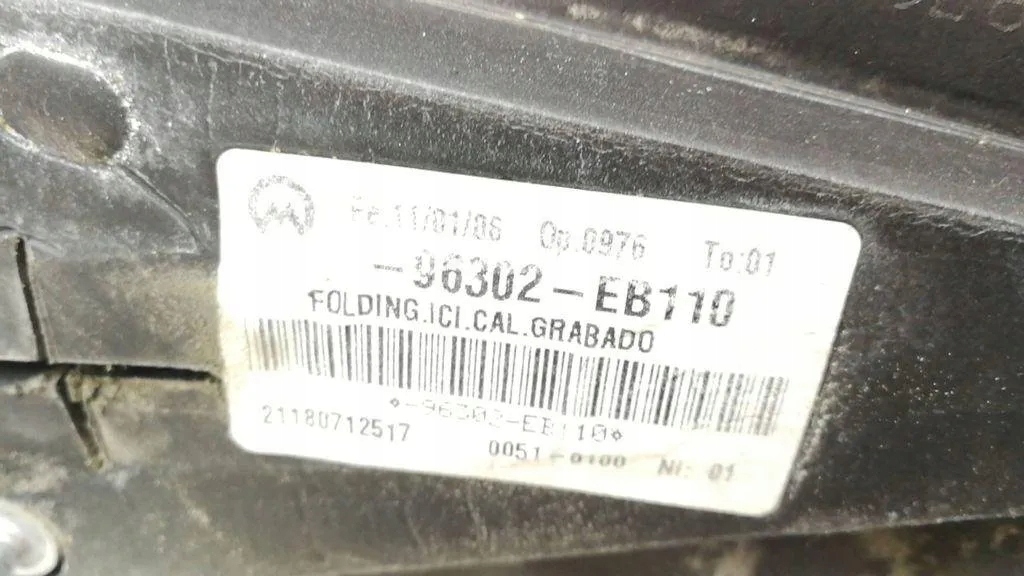 Fe.11/01/06 Op.0976 To:01
-96302-EB110
FOLDING.ICI.CAL.GRABADO
◇-96302-EB110◇
21180712517 0051-0100 NI: 01